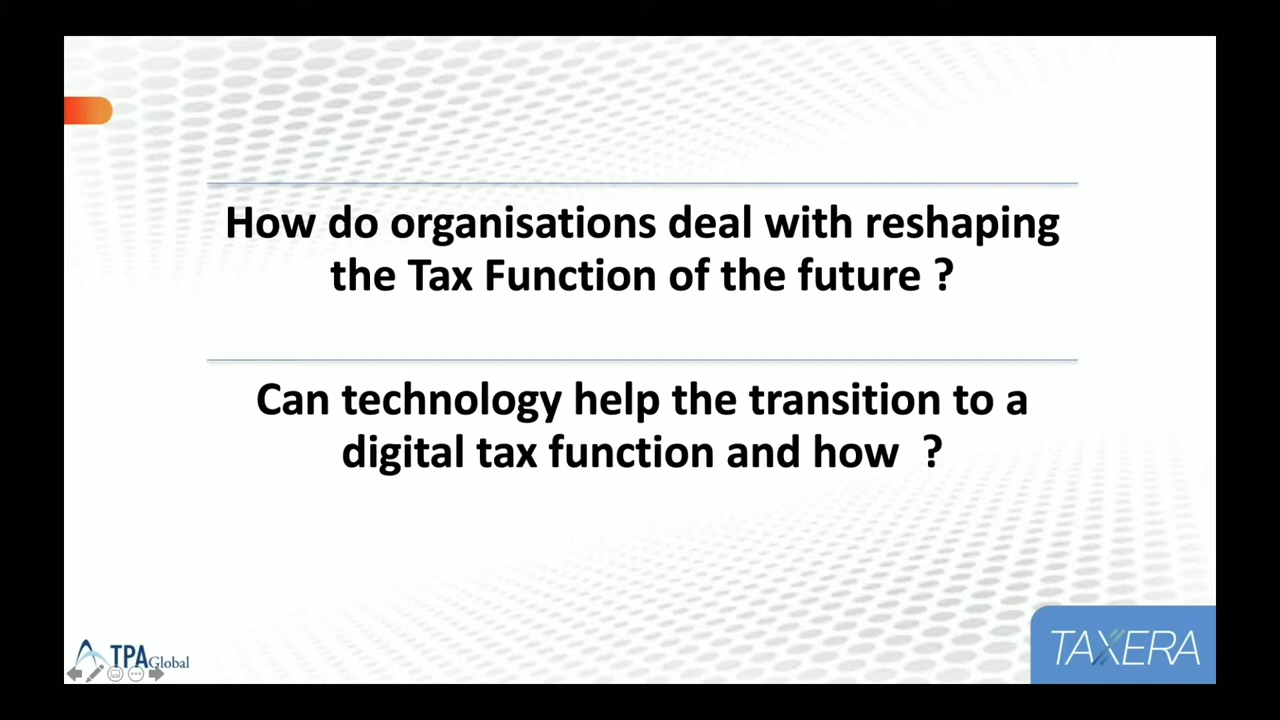 How do organisations deal with reshaping
the Tax Function of the future ?
Can technology help the transition to a
digital tax function and how  ?
TPA Global
TAXERA